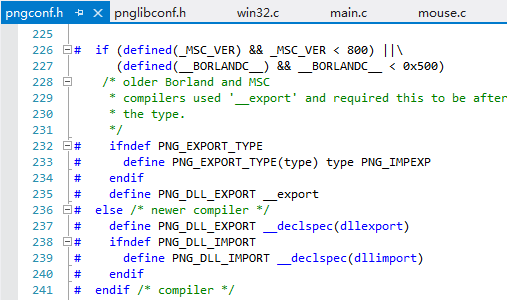 pngconf.h pnglibconf.h win32.c main.c mouse.c
225
226 # if (defined(_MSC_VER) && _MSC_VER < 800) ||\
227 (defined(__BORLANDC__) && __BORLANDC__ < 0x500)
228 /* older Borland and MSC
229 * compilers used '__export' and required this to be after
230 * the type.
231 */
232 # ifndef PNG_EXPORT_TYPE
233 # define PNG_EXPORT_TYPE(type) type PNG_IMPEXP
234 # endif
235 # define PNG_DLL_EXPORT __export
236 # else /* newer compiler */
237 # define PNG_DLL_EXPORT __declspec(dllexport)
238 # ifndef PNG_DLL_IMPORT
239 # define PNG_DLL_IMPORT __declspec(dllimport)
240 # endif
241 # endif /* compiler */